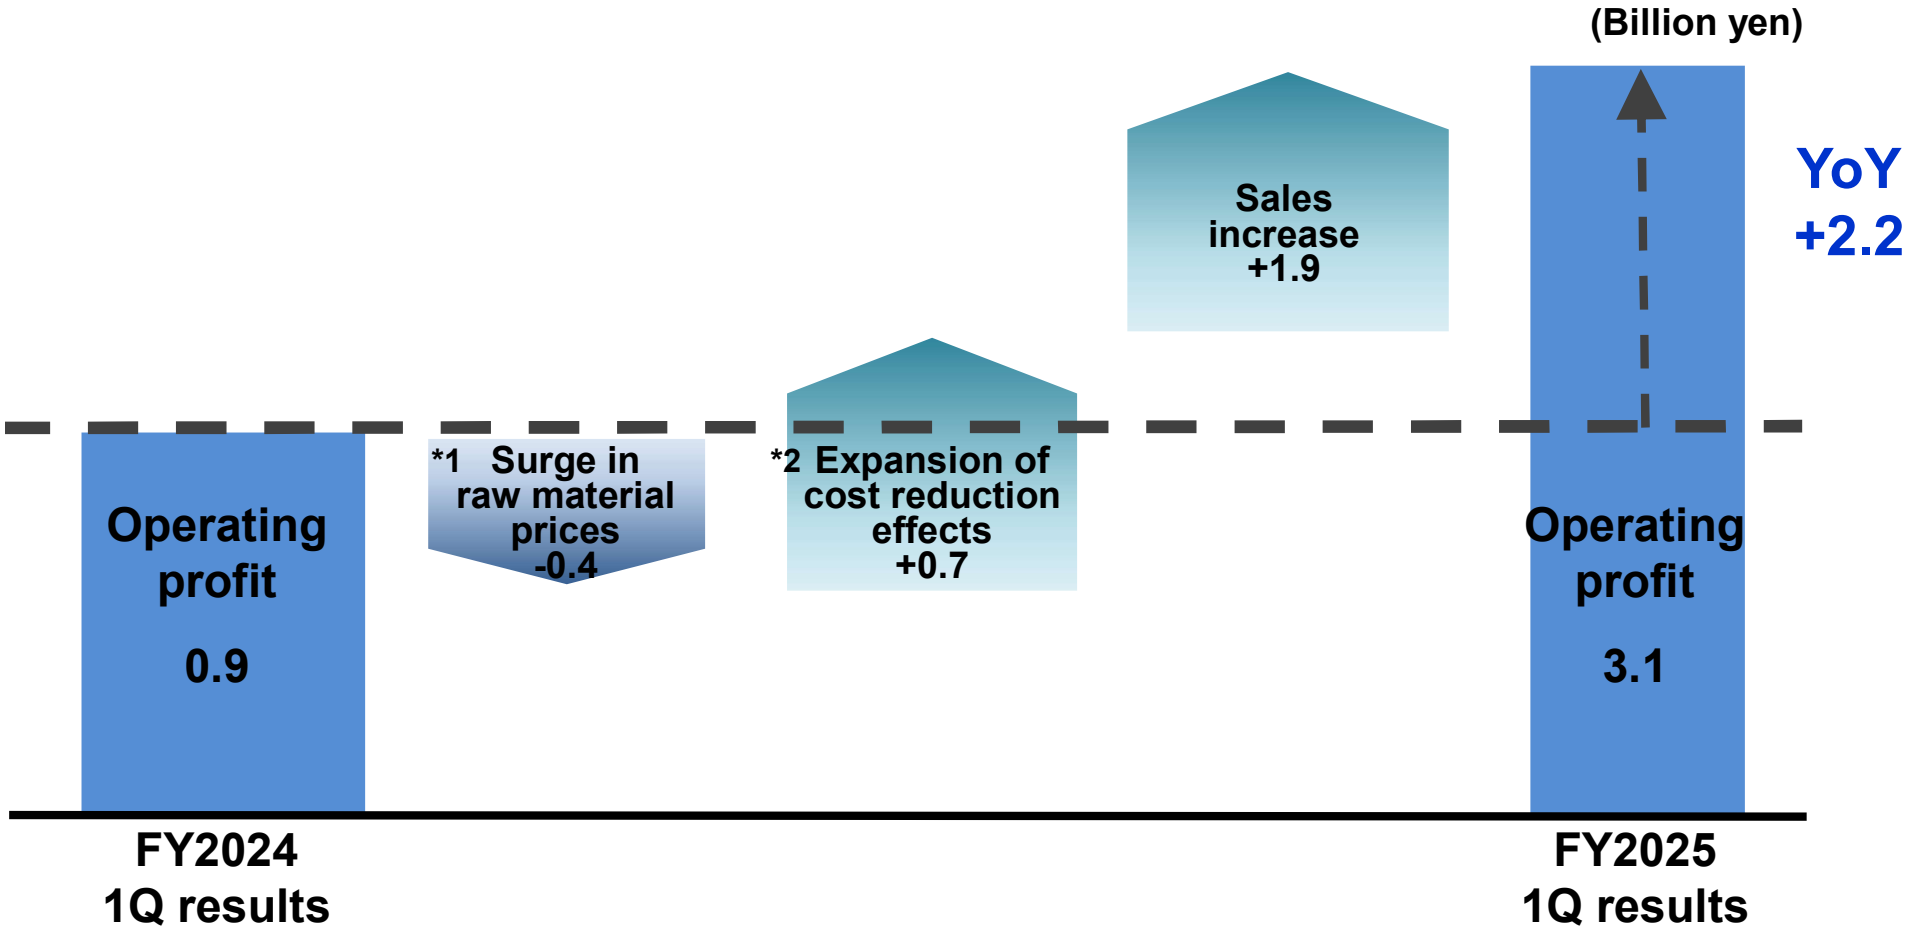 (Billion yen)
YoY
+2.2
Sales
increase
+1.9
*1 Surge in
raw material
prices
-0.4
*2 Expansion of
cost reduction
effects
+0.7
Operating
profit
0.9
Operating
profit
3.1
FY2024
1Q results
FY2025
1Q results